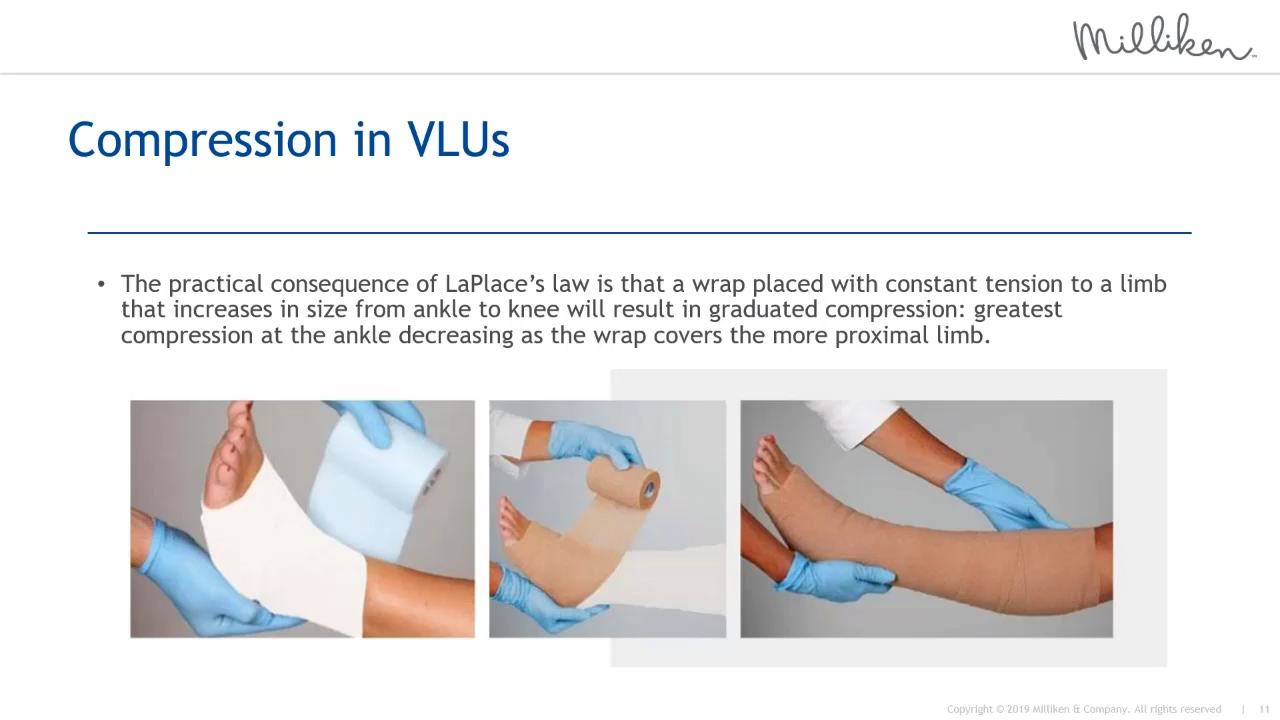 Milliken™
Compression in VLUs
• The practical consequence of LaPlace’s law is that a wrap placed with constant tension to a limb
that increases in size from ankle to knee will result in graduated compression: greatest
compression at the ankle decreasing as the wrap covers the more proximal limb.
Copyright © 2019 Milliken & Company. All rights reserved | 11